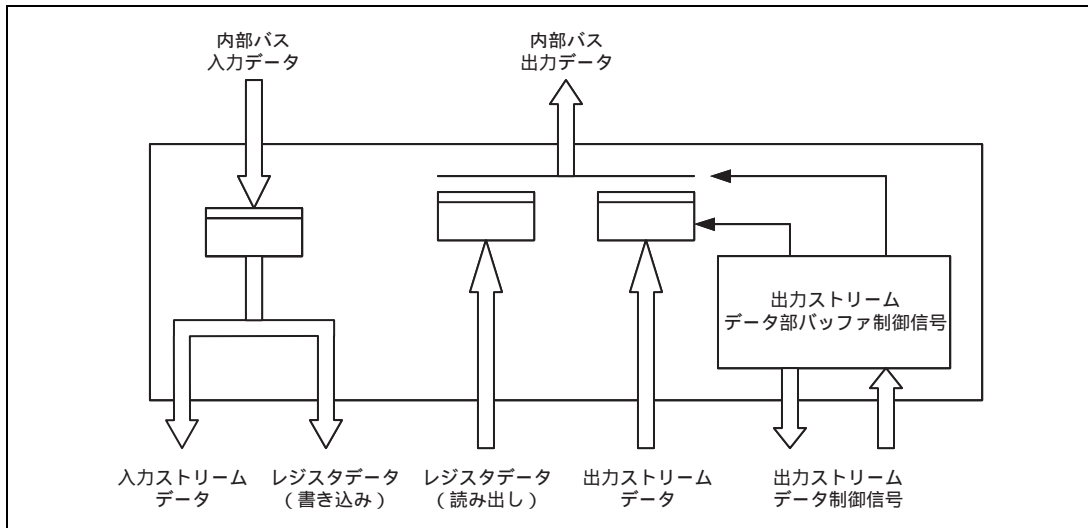 内部バス
入力データ
内部バス
出力データ
出力ストリーム
データ部バッファ制御信号
入力ストリーム
データ
レジスタデータ
(書き込み)
レジスタデータ
(読み出し)
出力ストリーム
データ
出力ストリーム
データ制御信号